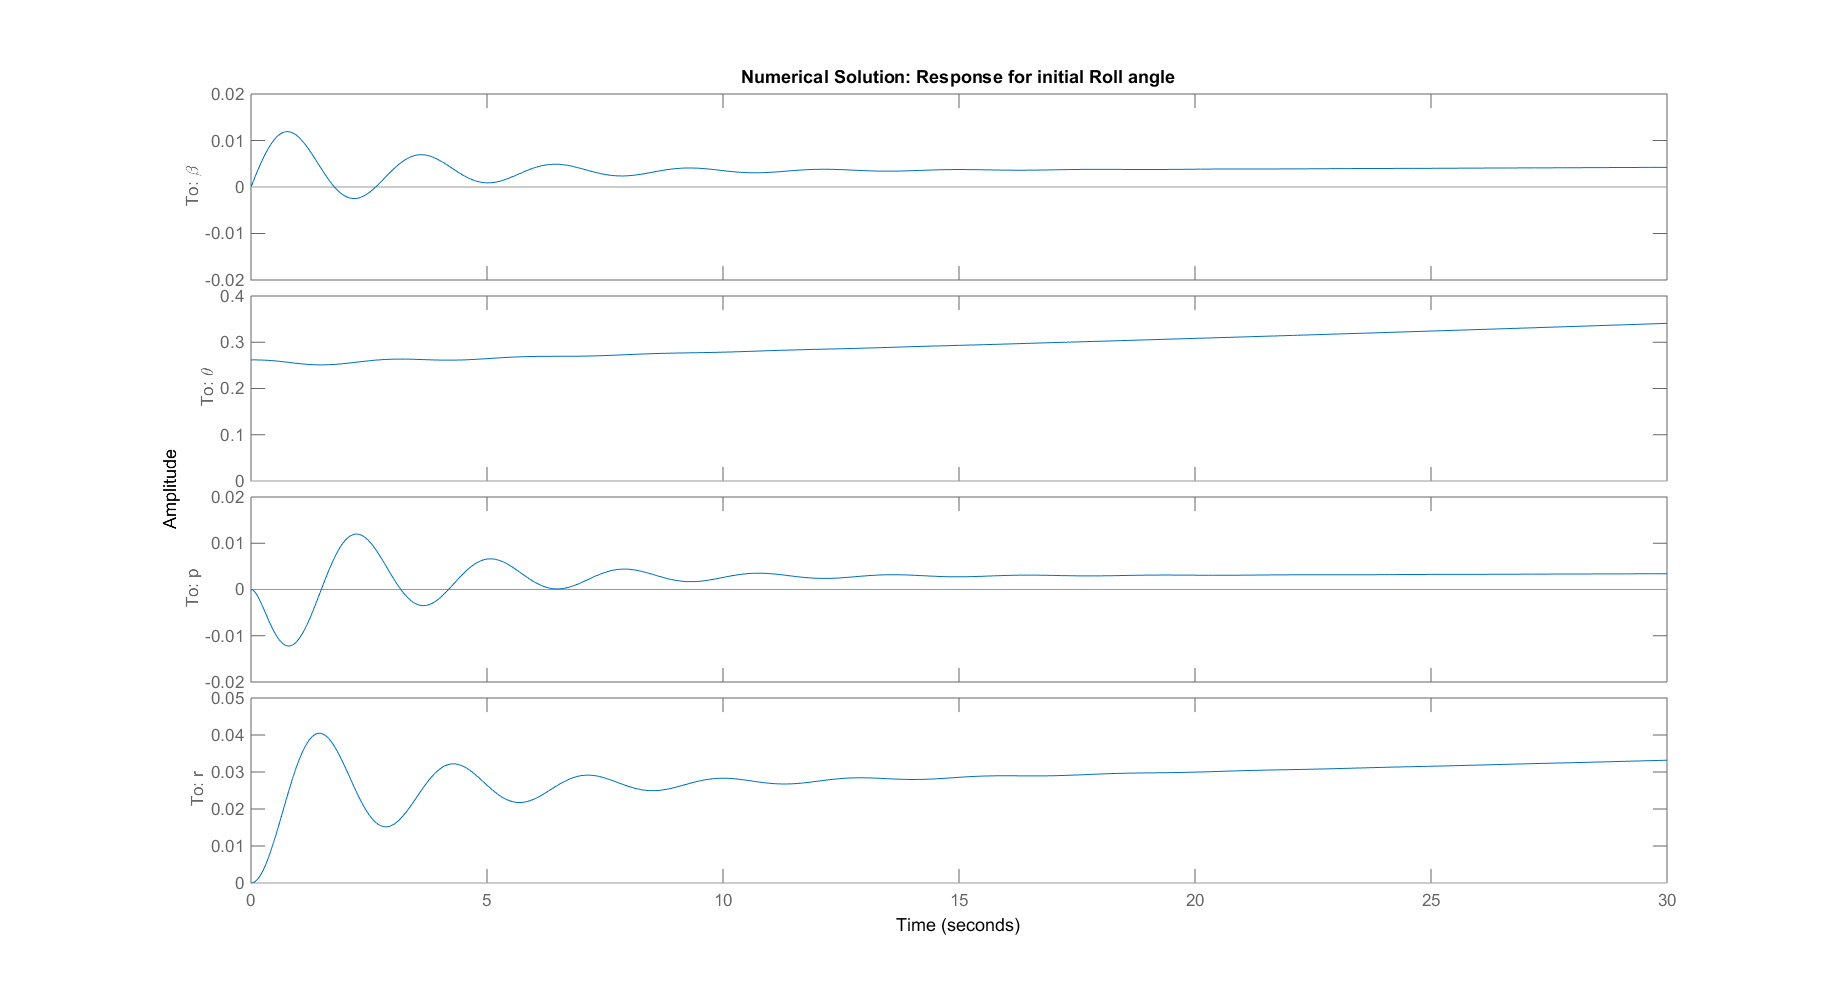 Numerical Solution: Response for initial Roll angle
0.02
0.01
0
-0.01
-0.02
To: β
0.4
0.3
0.2
0.1
0
To: θ
Amplitude
0.02
0.01
0
-0.01
-0.02
To: p
0.05
0.04
0.03
0.02
0.01
0
To: r
0 5 10 15 20 25 30
Time (seconds)